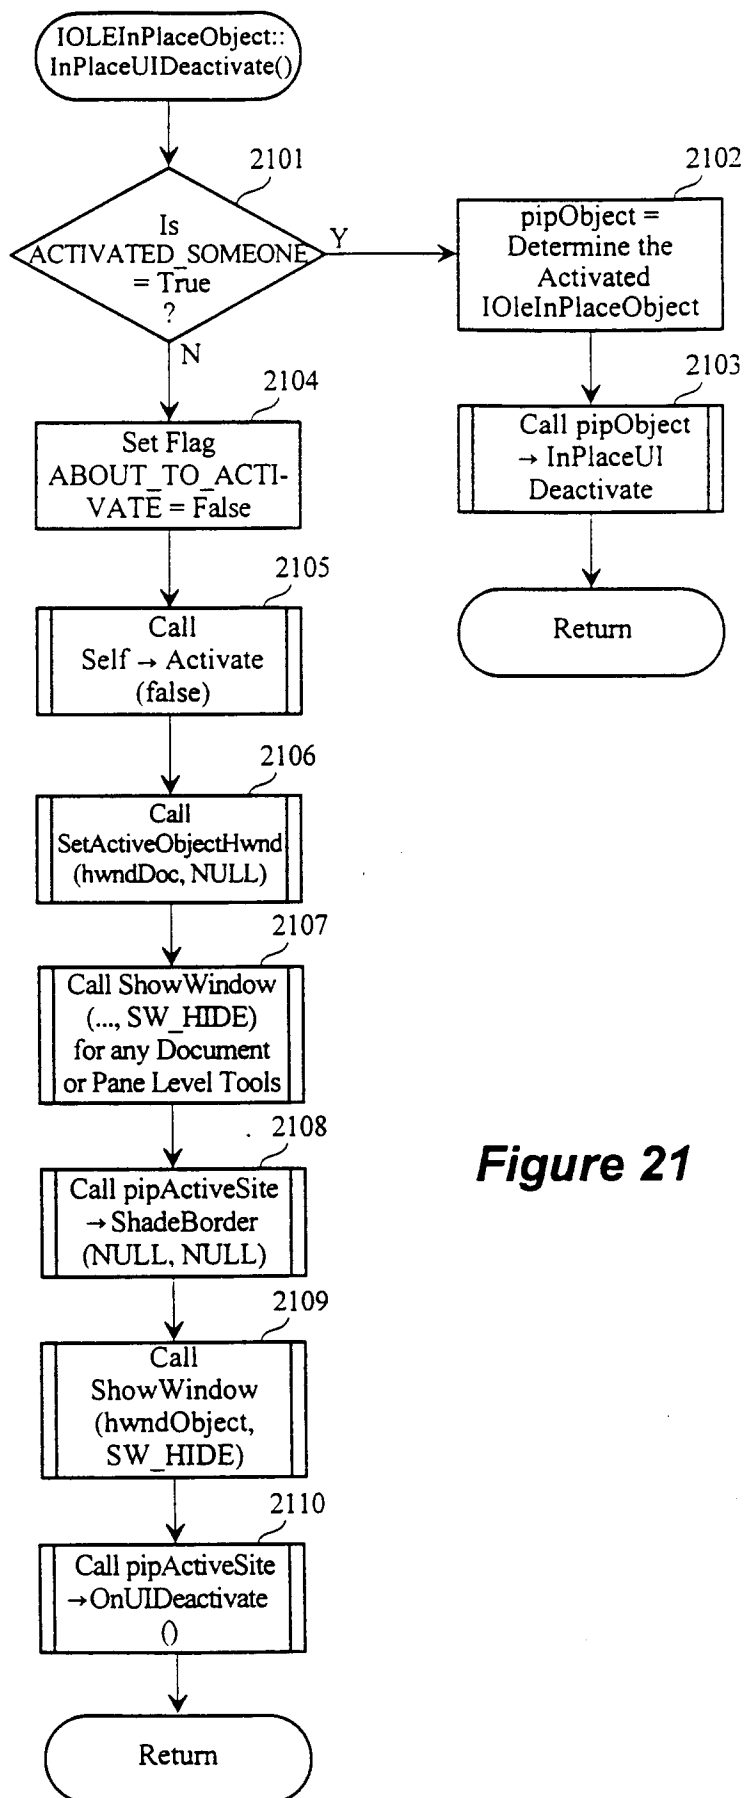 IOLEInPlaceObject::
InPlaceUIDeactivate()
2101
Is
ACTIVATED_SOMEONE
= True
?
Y
N
2102
pipObject =
Determine the
Activated
IOleInPlaceObject
2103
Call pipObject
→ InPlaceUI
Deactivate
Return
2104
Set Flag
ABOUT_TO_ACTI-
VATE = False
2105
Call
Self → Activate
(false)
2106
Call
SetActiveObjectHwnd
(hwndDoc, NULL)
2107
Call ShowWindow
(..., SW_HIDE)
for any Document
or Pane Level Tools
2108
Call pipActiveSite
→ShadeBorder
(NULL, NULL)
2109
Call
ShowWindow
(hwndObject,
SW_HIDE)
2110
Call pipActiveSite
→OnUIDeactivate
()
Return
Figure 21